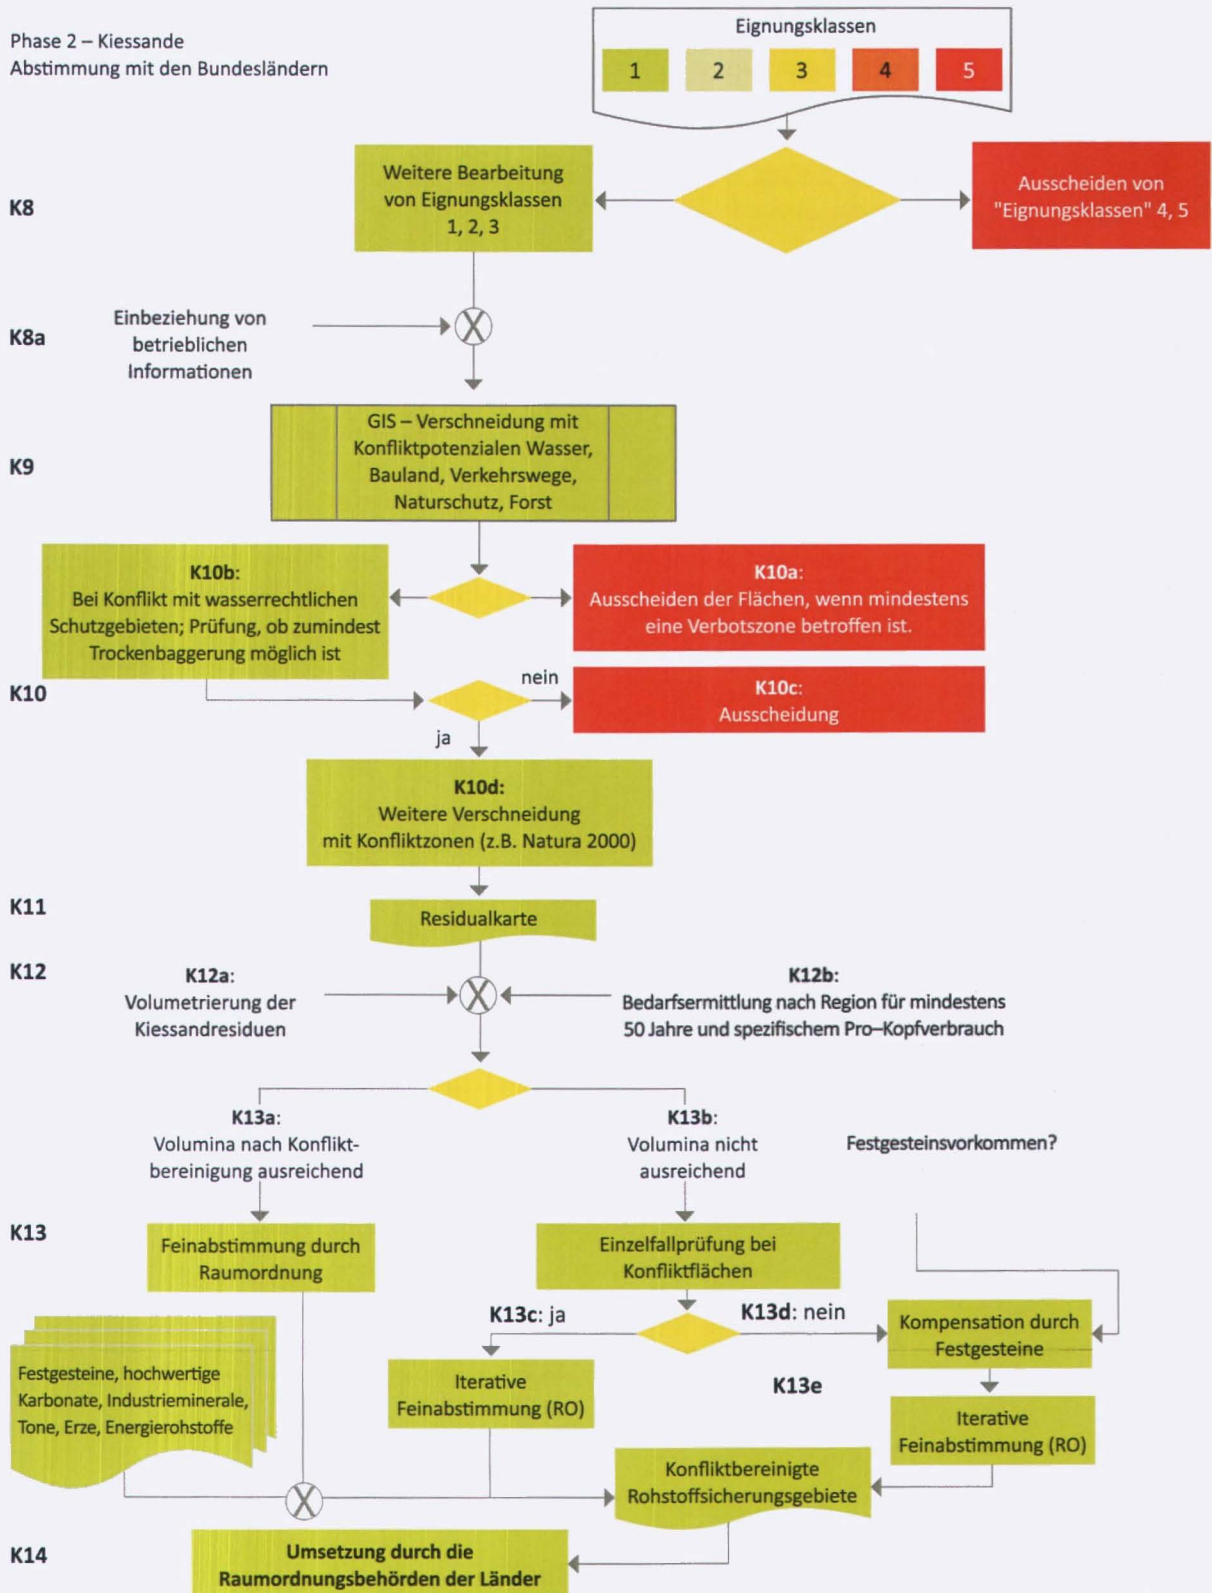 Phase 2 – Kiessande
Abstimmung mit den Bundesländern
Eignungsklassen
1 2 3 4 5
K8
Weitere Bearbeitung
von Eignungsklassen
1, 2, 3
Ausscheiden von
"Eignungsklassen" 4, 5
K8a
Einbeziehung von
betrieblichen
Informationen
X
K9
GIS – Verschneidung mit
Konfliktpotenzialen Wasser,
Bauland, Verkehrswege,
Naturschutz, Forst
K10b:
Bei Konflikt mit wasserrechtlichen
Schutzgebieten; Prüfung, ob zumindest
Trockenbaggerung möglich ist
K10a:
Ausscheiden der Flächen, wenn mindestens
eine Verbotszone betroffen ist.
K10
nein
K10c:
Ausscheidung
ja
K10d:
Weitere Verschneidung
mit Konfliktzonen (z.B. Natura 2000)
K11
Residualkarte
K12
K12a:
Volumetrierung der
Kiessandresiduen
X
K12b:
Bedarfsermittlung nach Region für mindestens
50 Jahre und spezifischem Pro–Kopfverbrauch
K13a:
Volumina nach Konflikt-
bereinigung ausreichend
K13b:
Volumina nicht
ausreichend
Festgesteinsvorkommen?
K13
Feinabstimmung durch
Raumordnung
Einzelfallprüfung bei
Konfliktflächen
K13c: ja
K13d: nein
Kompensation durch
Festgesteine
Festgesteine, hochwertige
Karbonate, Industrieminerale,
Tone, Erze, Energierohstoffe
Iterative
Feinabstimmung (RO)
K13e
Iterative
Feinabstimmung (RO)
X
Konfliktbereinigte
Rohstoffsicherungsgebiete
K14
Umsetzung durch die
Raumordnungsbehörden der Länder